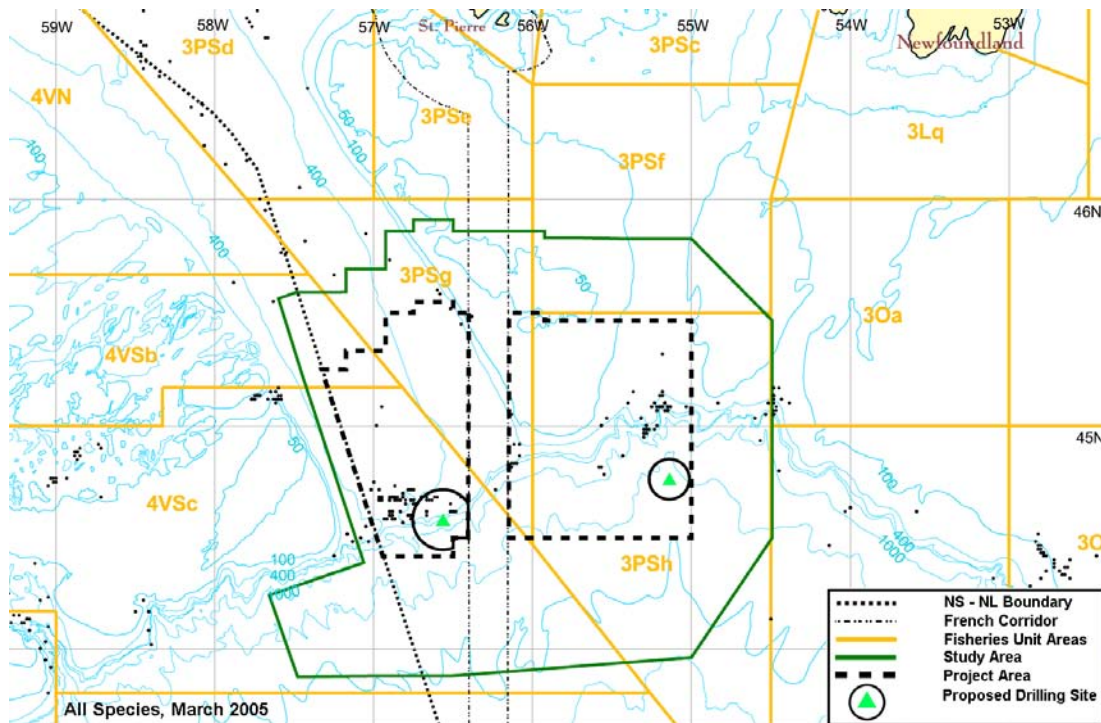 59W 58W 57W 56W 55W 54W 53W
St. Pierre
Newfoundland
3PSd
3PSc
4VN
3PSe
3Lq
3PSf
50
100
100
400
400
46N
3PSg
50
3Oa
4VSb
50
45N
4VSc
100
400
100
400
1000
3PSh
3O
NS - NL Boundary
French Corridor
Fisheries Unit Areas
Study Area
Project Area
Proposed Drilling Site
All Species, March 2005